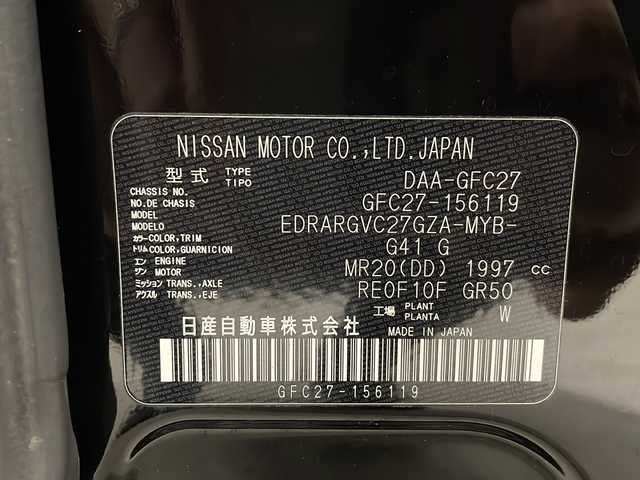 NISSAN MOTOR CO.,LTD.JAPAN
型式 TYPE TIPO DAA-GFC27
CHASSIS NO.
NO.DE CHASIS GFC27-156119
MODEL
MODELO EDRARGVC27GZA-MYB-
カラー COLOR,TRIM
トリム COLOR,GUARNICION G41 G
エン ENGINE
ジン MOTOR MR20(DD) 1997 cc
ミッション TRANS.,AXLE
アクスル TRANS.,EJE RE0F10F GR50
工場 PLANT PLANTA W
日産自動車株式会社 MADE IN JAPAN
GFC27-156119